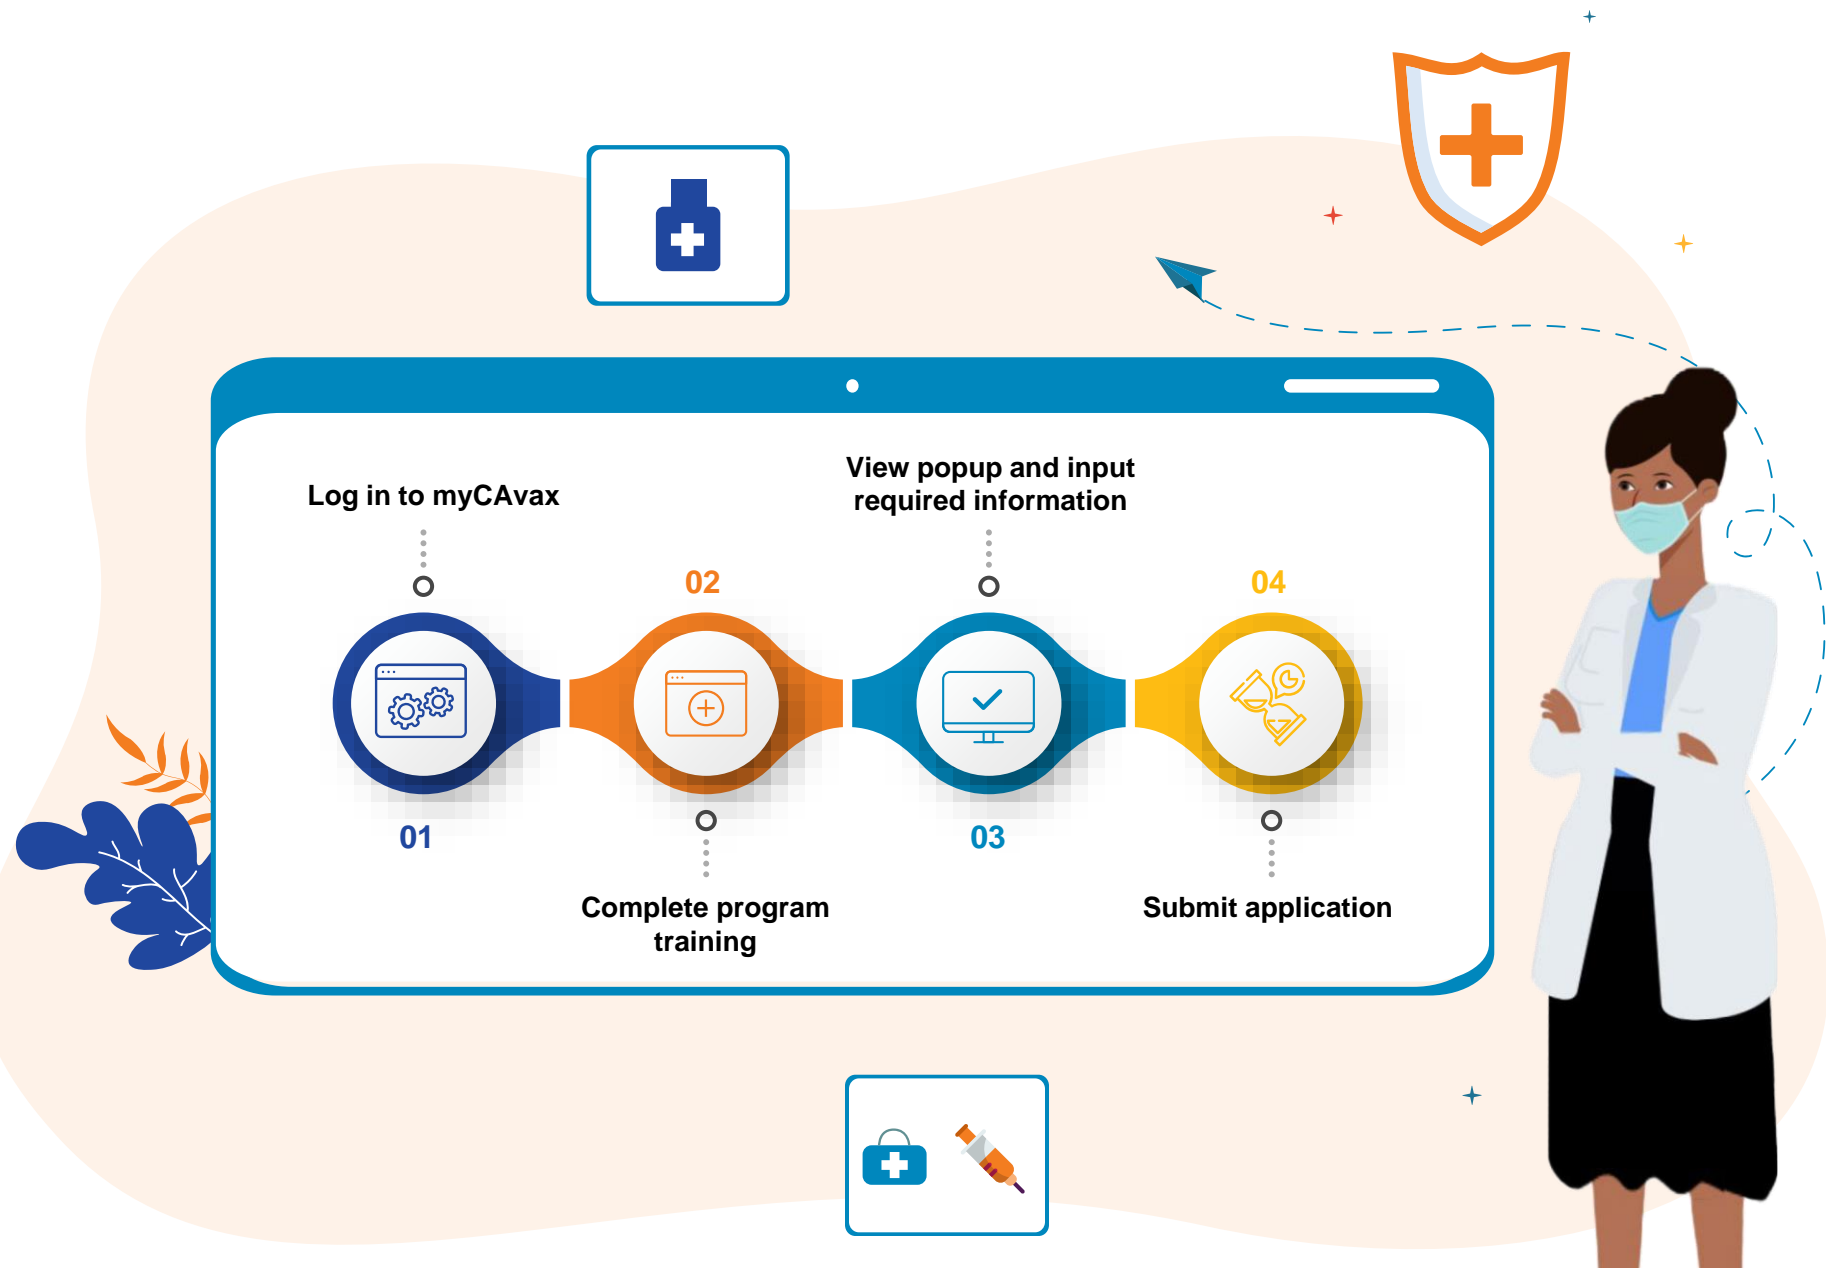 Log in to myCAvax
01
02
Complete program
training
View popup and input
required information
03
04
Submit application